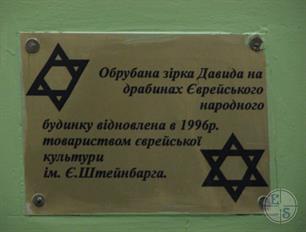 Обрубана зірка Давида на
драбинах Єврейського
народного
будинку відновлена в 1996р.
товариством єврейської
культури
ім. Є.Штейнбарга.
E
S